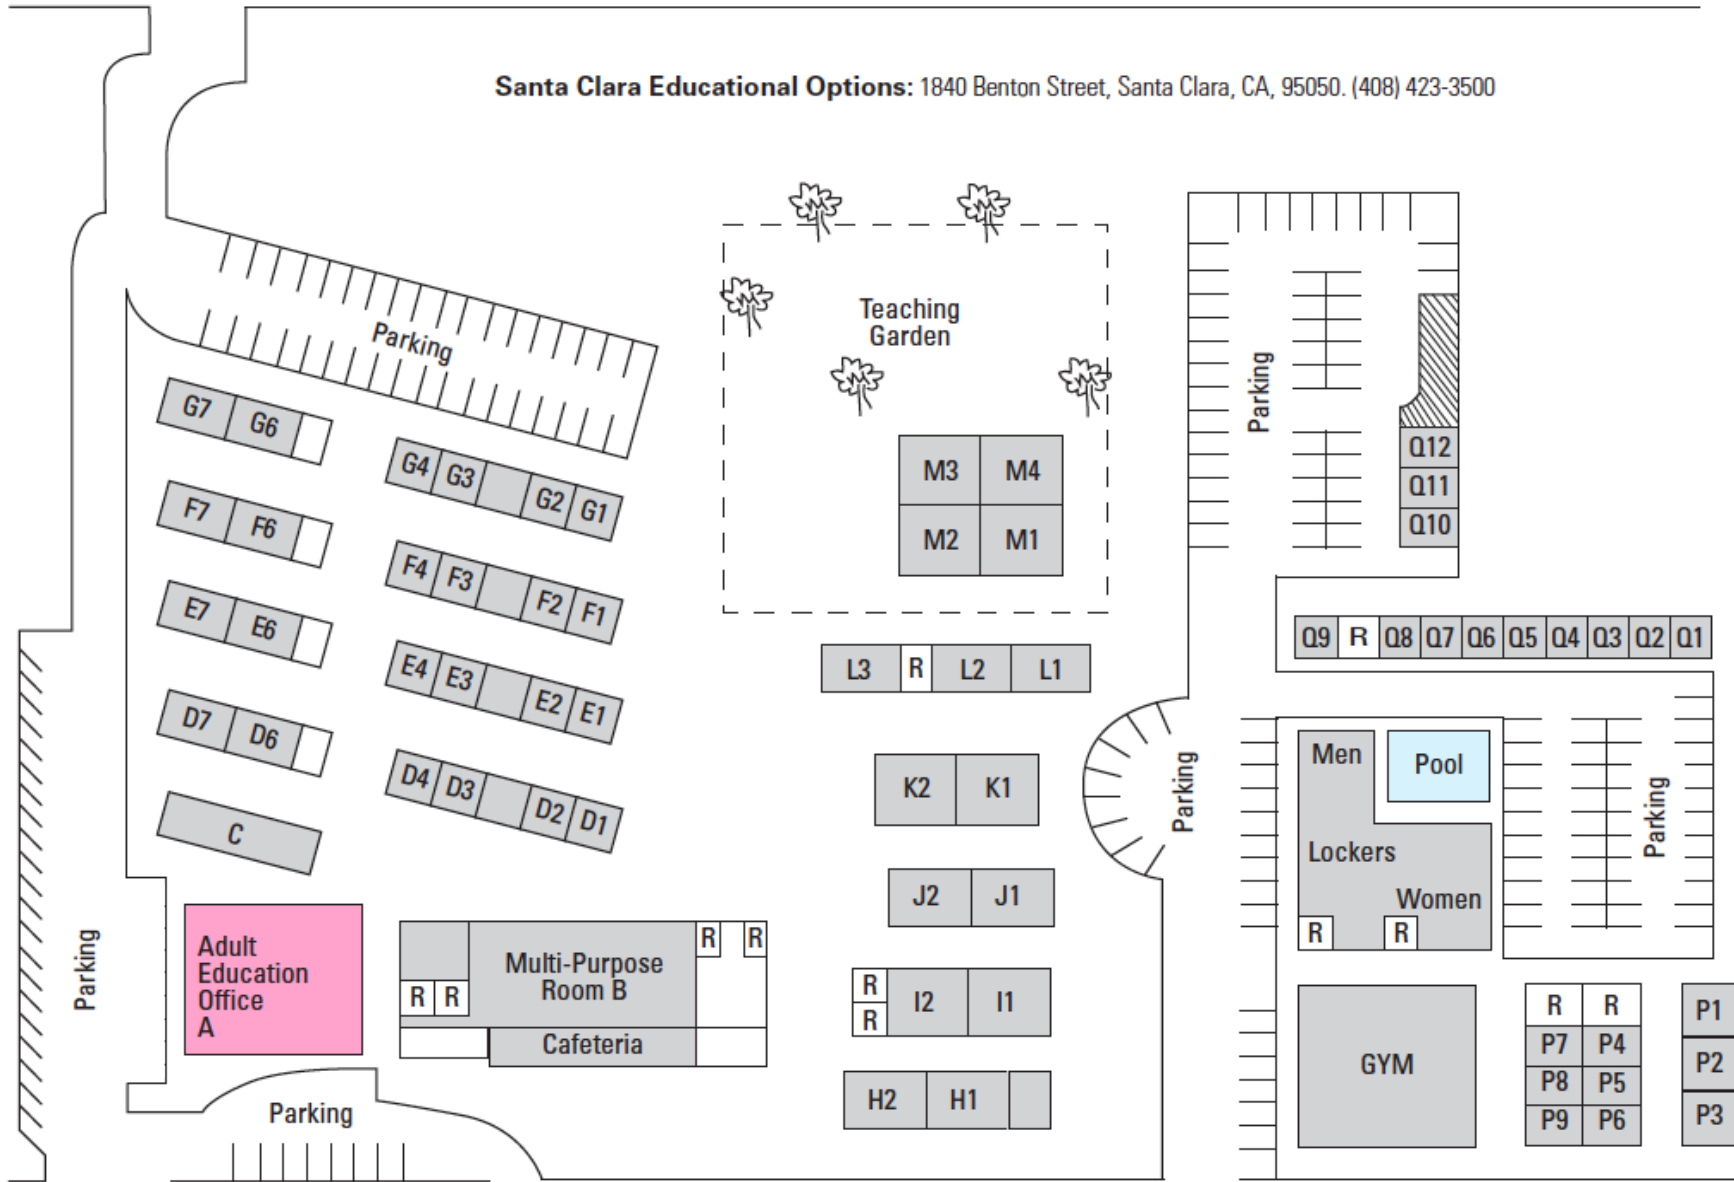 Santa Clara Educational Options: 1840 Benton Street, Santa Clara, CA, 95050. (408) 423-3500
Teaching
Garden
Parking
Parking
G7 G6
G4 G3 G2 G1
F7 F6
F4 F3 F2 F1
E7 E6
E4 E3 E2 E1
D7 D6
D4 D3 D2 D1
C
M3 M4
M2 M1
Q12
Q11
Q10
Q9 R Q8 Q7 Q6 Q5 Q4 Q3 Q2 Q1
L3 R L2 L1
K2 K1
Parking
Men
Pool
Lockers
Women
R R
Parking
J2 J1
Parking
Adult
Education
Office
A
Multi-Purpose
Room B
R R
R R
Cafeteria
R
R
I2 I1
H2 H1
Parking
GYM
R R
P7 P4
P8 P5
P9 P6
P1
P2
P3